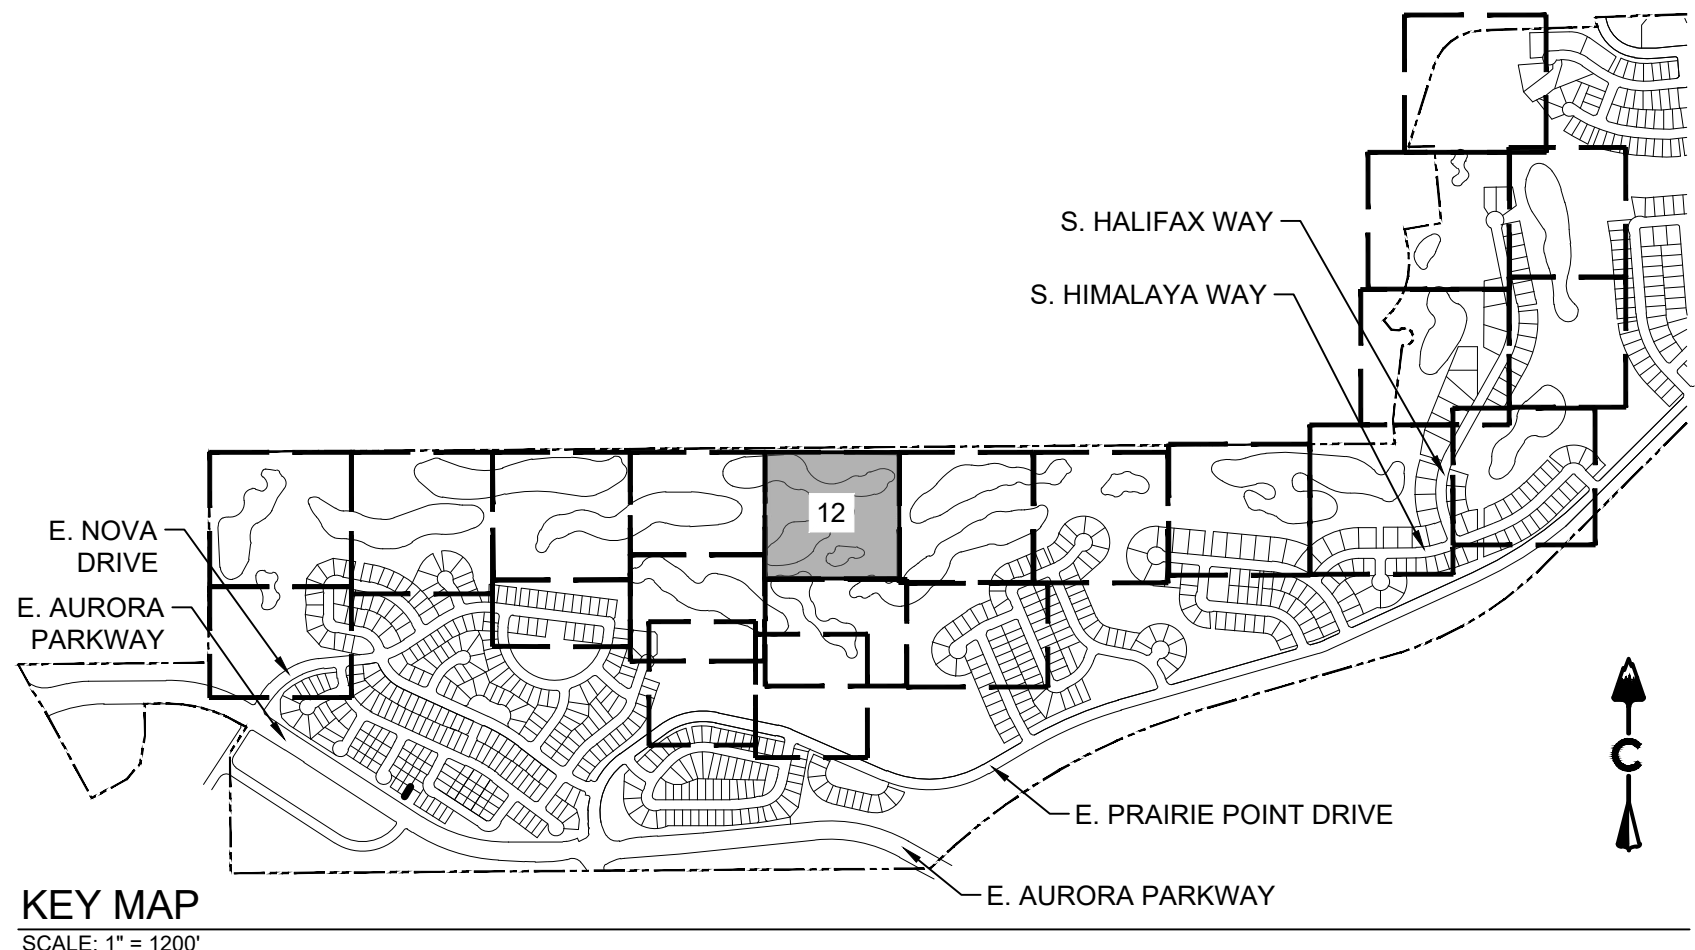 S. HALIFAX WAY
S. HIMALAYA WAY
12
E. NOVA
DRIVE
E. AURORA
PARKWAY
E. PRAIRIE POINT DRIVE
E. AURORA PARKWAY
C
KEY MAP
SCALE: 1" = 1200'